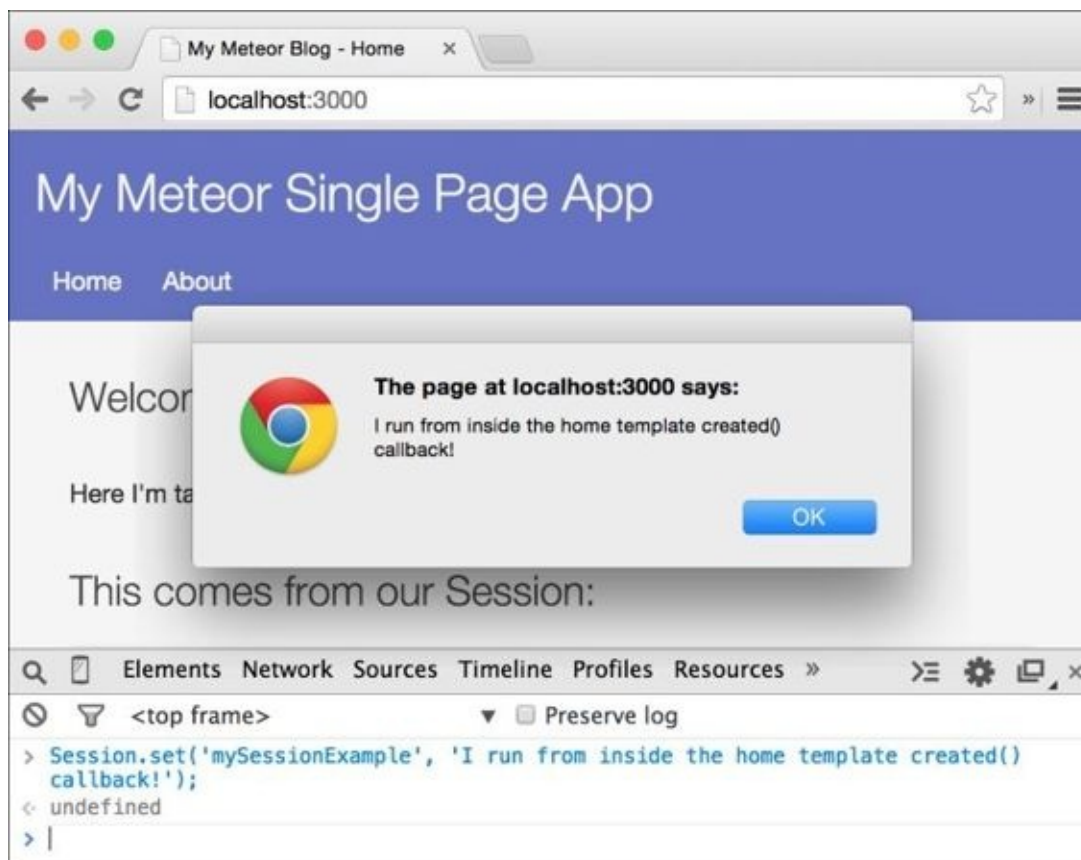 My Meteor Blog - Home
localhost:3000
»
My Meteor Single Page App
Home About
The page at localhost:3000 says:
I run from inside the home template created()
callback!
OK
Here I'm
This comes from our Session:
Elements Network Sources Timeline Profiles Resources »
<top frame> Preserve log
> Session.set('mySessionExample', 'I run from inside the home template created()
callback!');
undefined
>